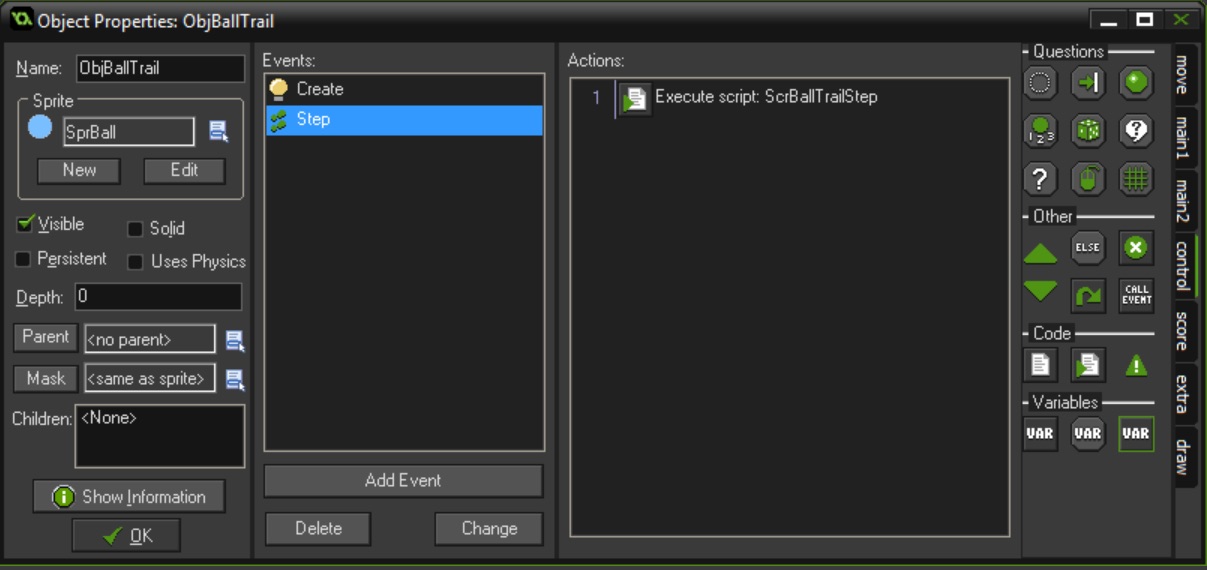 Object Properties: ObjBallTrail
Name: ObjBallTrail
Sprite
SprBall
New Edit
Visible Solid
Persistent Uses Physics
Depth: 0
Parent <no parent>
Mask <same as sprite>
Children: <None>
Show Information
OK
Events:
Create
Step
Add Event
Delete Change
Actions:
1 Execute script: ScrBallTrailStep
Questions
1 2 3
?
?
Other
ELSE
CALL
EVENT
Code
Variables
VAR VAR VAR
move
main1
main2
control
score
extra
draw